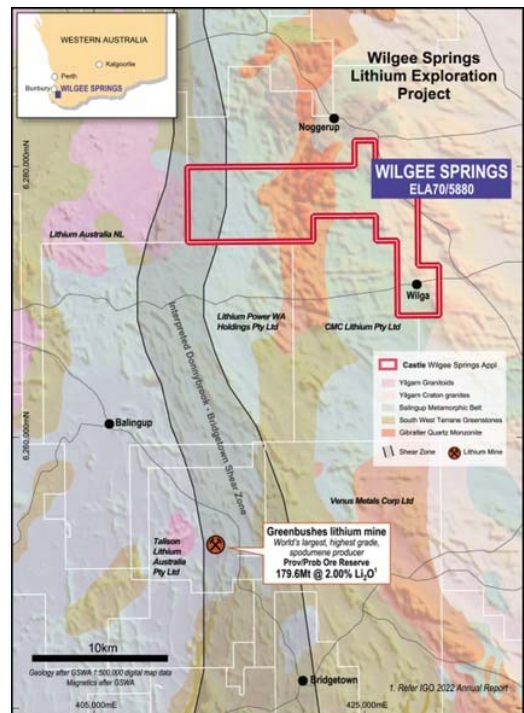 WESTERN AUSTRALIA
Kalgoorlie
Perth
Bunbury
WILGEE SPRINGS
Wilgee Springs
Lithium Exploration
Project
Noggerup
6,280,000mN
WILGEE SPRINGS
ELA70/5880
Lithium Australia NL
Wilga
Lithium Power WA
Holdings Pty Ltd
CMC Lithium Pty Ltd
Interpreted Donnybrook - Bridgetown Shear Zone
Castle Wilgee Springs Appl
Yilgarn Granitoids
Yilgarn Craton granites
Balingup Metamorphic Belt
South West Terrane Greenstones
Gibralter Quartz Monzonite
Shear Zone
Lithium Mine
Balingup
6,260,000mN
Venus Metals Corp Ltd
Greenbushes lithium mine
World's largest, highest grade,
spodumene producer
Prov/Prob Ore Reserve
179.6Mt @ 2.00% Li₂O¹
Talison
Lithium
Australia
Pty Ltd
10km
Geology after GSWA 1:500,000 digital map data
Magnetics after GSWA
Bridgetown
1. Refer IGO 2022 Annual Report
405,000mE
425,000mE